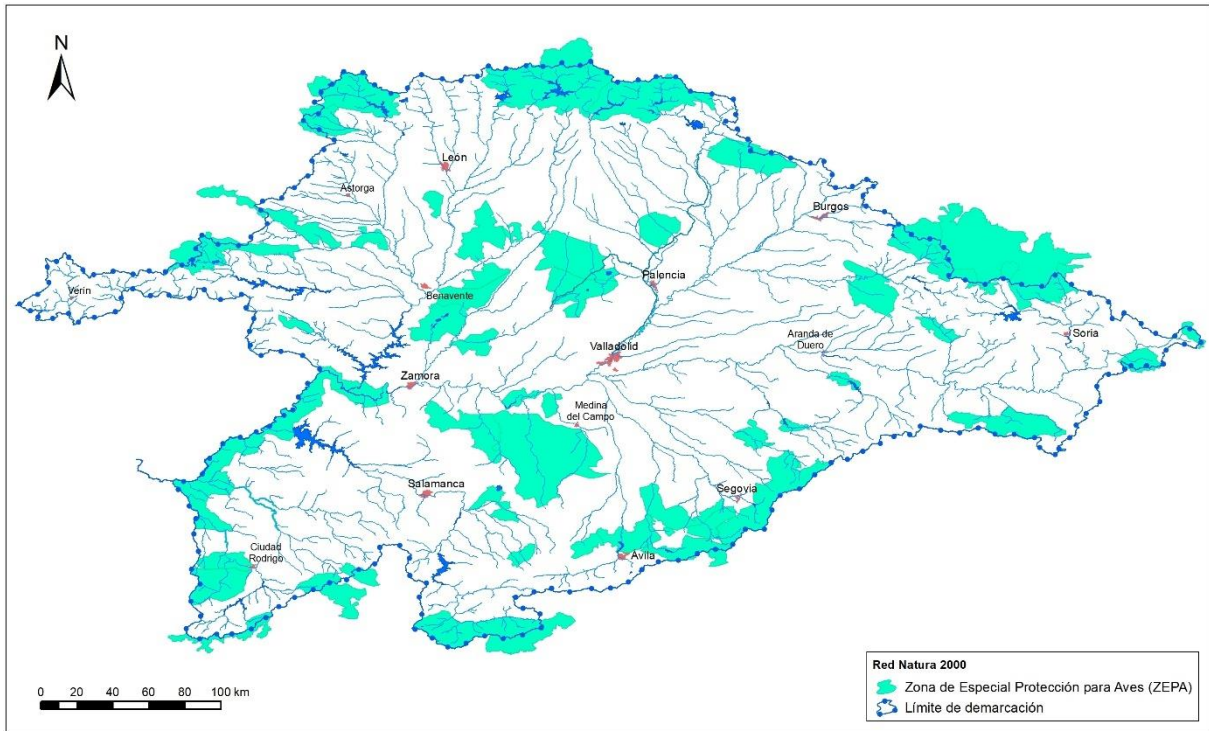 N
León
Astorga
Burgos
Verín
Benavente
Palencia
Soria
Valladolid
Aranda de
Duero
Zamora
Medina
del Campo
Salamanca
Segovia
Ciudad
Rodrigo
Ávila
0 20 40 60 80 100 km
Red Natura 2000
Zona de Especial Protección para Aves (ZEPA)
Límite de demarcación